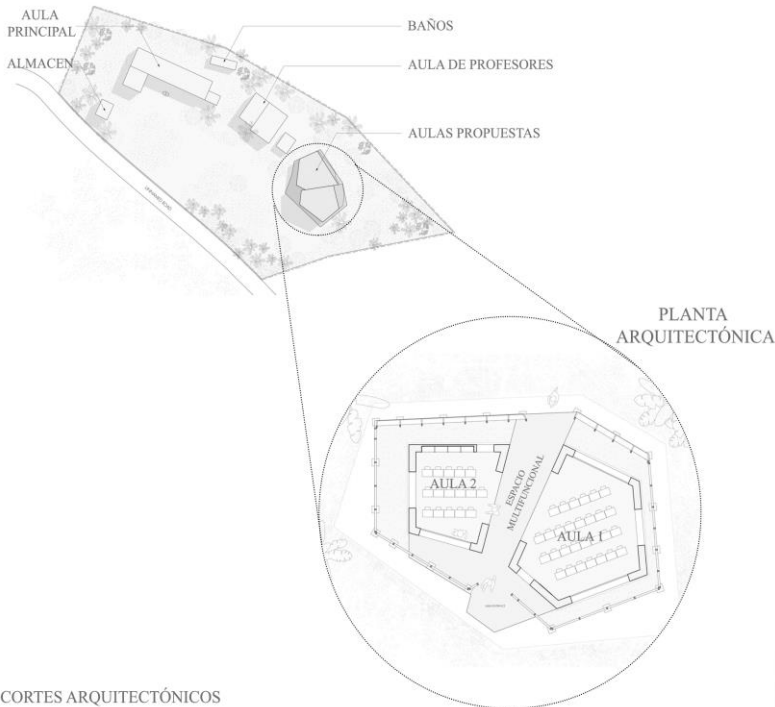 AULA
PRINCIPAL
BAÑOS
ALMACEN
AULA DE PROFESORES
AULAS PROPUESTAS
PLANTA
ARQUITECTÓNICA
ESPACIO
MULTIFUNCIONAL
AULA 2
AULA 1
CORTES ARQUITECTÓNICOS